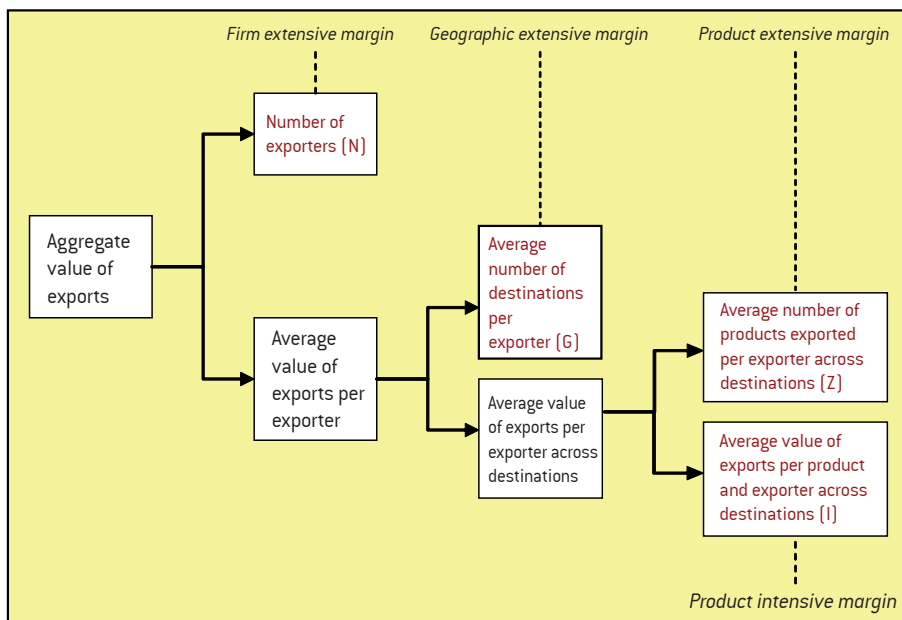 Firm extensive margin
Geographic extensive margin
Product extensive margin
Number of
exporters (N)
Aggregate
value of
exports
Average
value of
exports per
exporter
Average
number of
destinations
per
exporter (G)
Average value
of exports per
exporter across
destinations
Average number of
products exported
per exporter across
destinations (Z)
Average value of
exports per product
and exporter across
destinations (I)
Product intensive margin